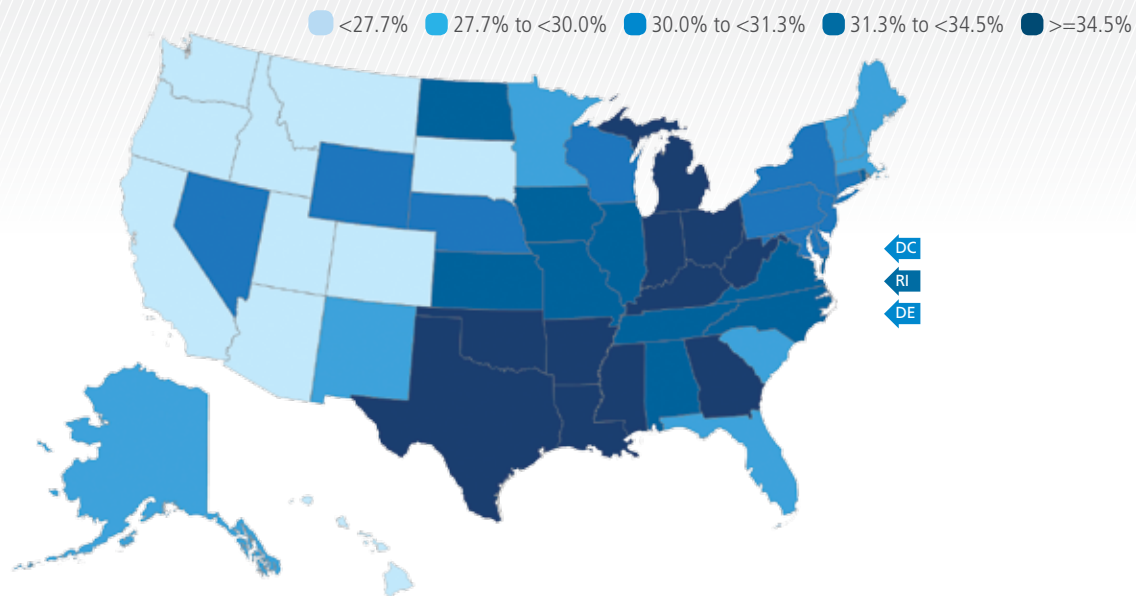 <27.7% 27.7% to <30.0% 30.0% to <31.3% 31.3% to <34.5% >=34.5%
DC
RI
DE